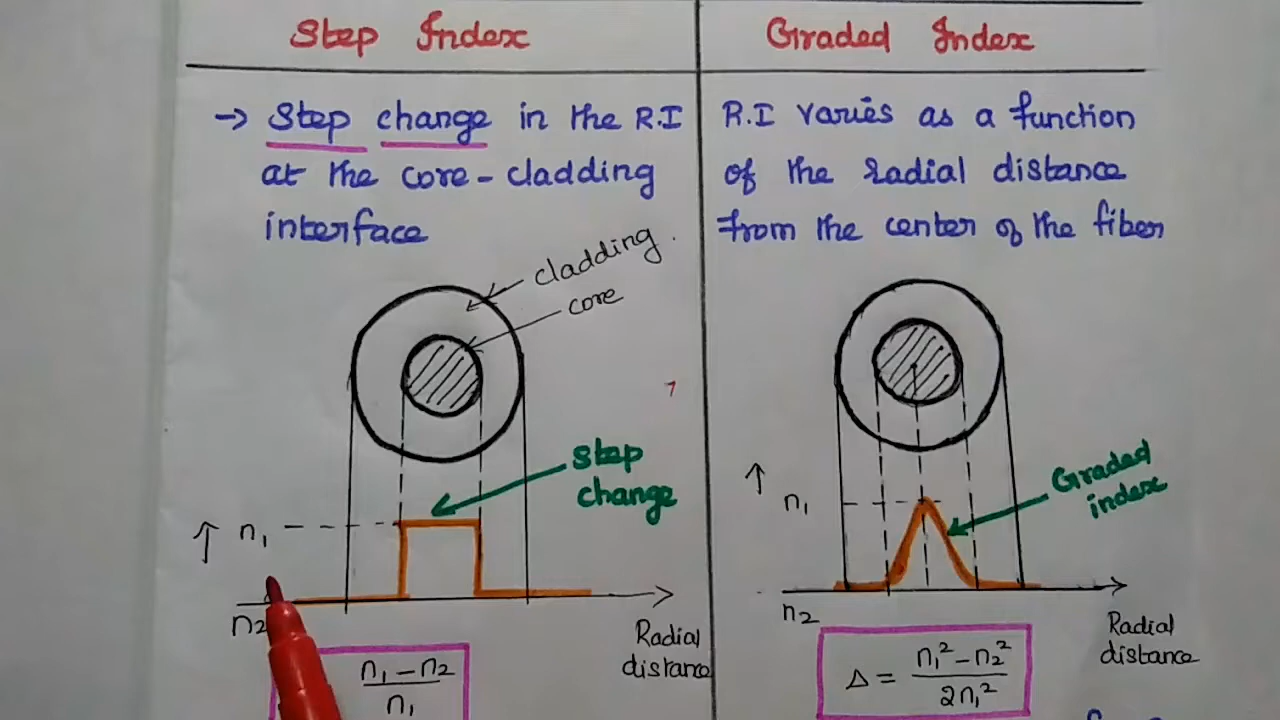 Step Index
→ Step change in the R.I
at the core-cladding
interface
cladding
core
step
change
↑ n₁
n₂
Radial
distance
n₁ - n₂
n₁
Graded Index
R.I varies as a function
of the radial distance
from the center of the fiber
Graded
index
↑ n₁
n₂
Radial
distance
Δ = n₁² - n₂²
2n₁²